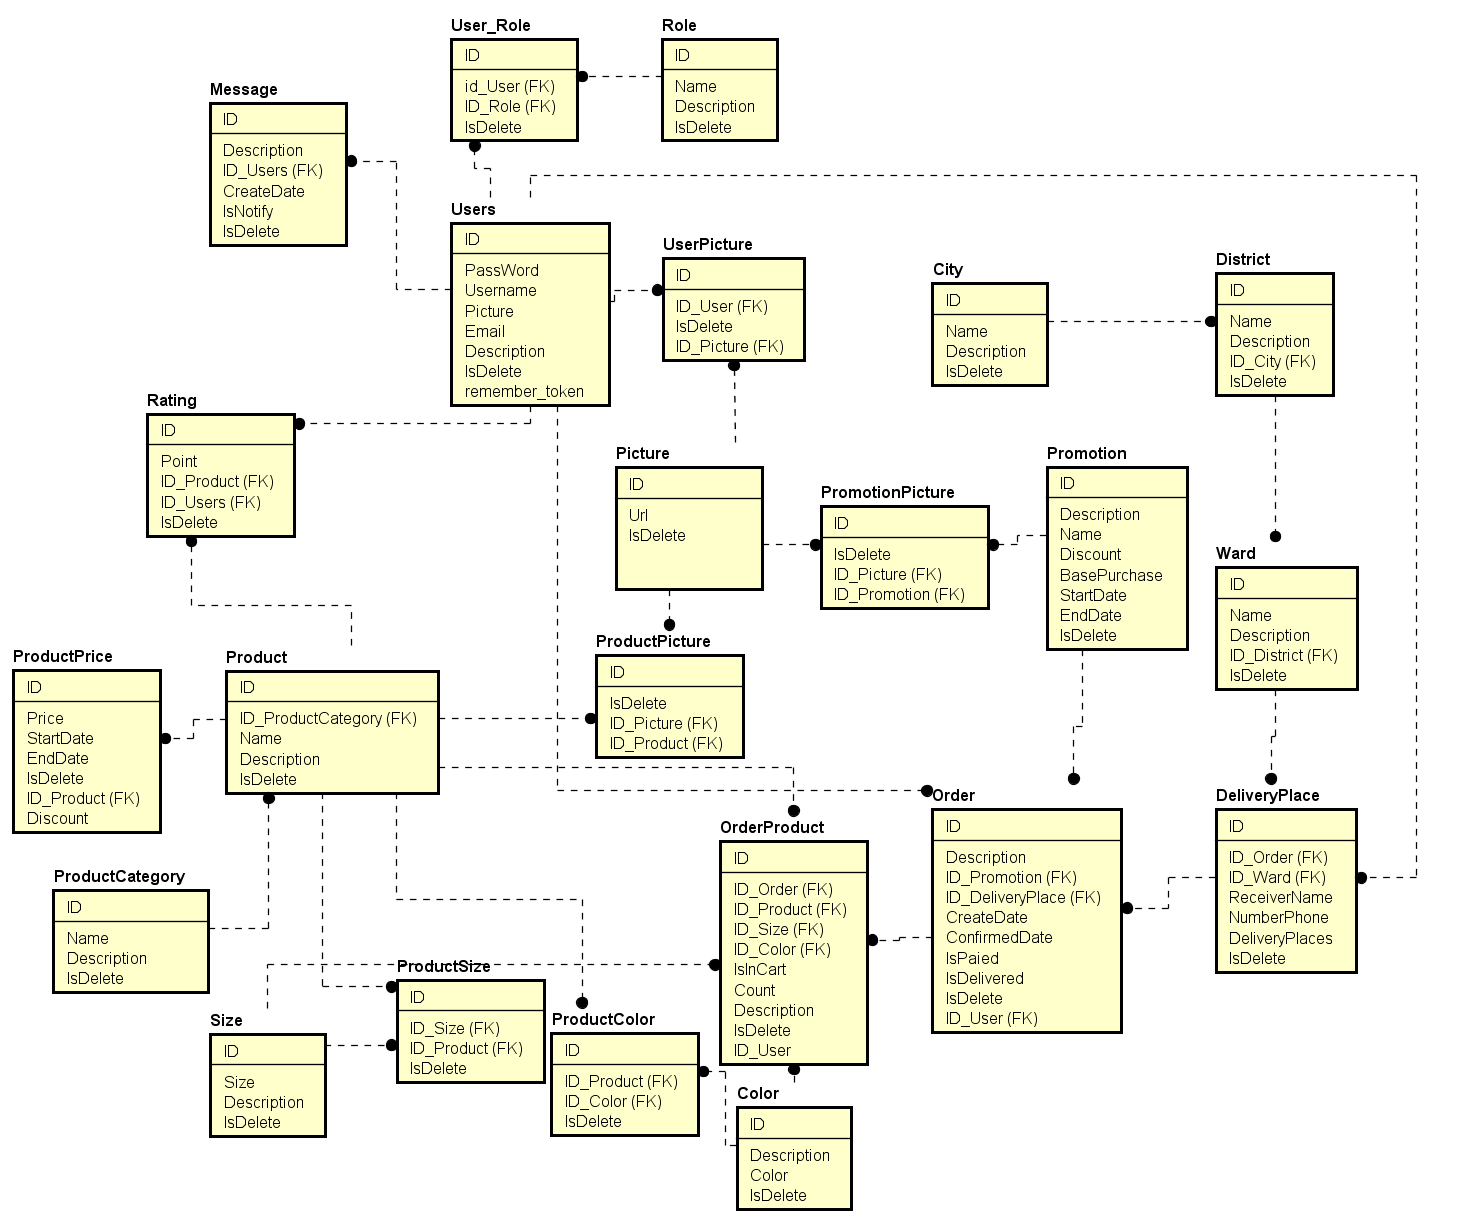 User_Role
ID
id_User (FK)
ID_Role (FK)
IsDelete
Role
ID
Name
Description
IsDelete
Message
ID
Description
ID_Users (FK)
CreateDate
IsNotify
IsDelete
Users
ID
PassWord
Username
Picture
Email
Description
IsDelete
remember_token
UserPicture
ID
ID_User (FK)
IsDelete
ID_Picture (FK)
City
ID
Name
Description
IsDelete
District
ID
Name
Description
ID_City (FK)
IsDelete
Rating
ID
Point
ID_Product (FK)
ID_Users (FK)
IsDelete
Picture
ID
Url
IsDelete
PromotionPicture
ID
IsDelete
ID_Picture (FK)
ID_Promotion (FK)
Promotion
ID
Description
Name
Discount
BasePurchase
StartDate
EndDate
IsDelete
Ward
ID
Name
Description
ID_District (FK)
IsDelete
ProductPrice
ID
Price
StartDate
EndDate
IsDelete
ID_Product (FK)
Discount
Product
ID
ID_ProductCategory (FK)
Name
Description
IsDelete
ProductPicture
ID
IsDelete
ID_Picture (FK)
ID_Product (FK)
OrderProduct
ID
ID_Order (FK)
ID_Product (FK)
ID_Size (FK)
ID_Color (FK)
IsInCart
Count
Description
IsDelete
ID_User
Order
ID
Description
ID_Promotion (FK)
ID_DeliveryPlace (FK)
CreateDate
ConfirmedDate
IsPaied
IsDelivered
IsDelete
ID_User (FK)
DeliveryPlace
ID
ID_Order (FK)
ID_Ward (FK)
ReceiverName
NumberPhone
DeliveryPlaces
IsDelete
ProductCategory
ID
Name
Description
IsDelete
Size
ID
Size
Description
IsDelete
ProductSize
ID
ID_Size (FK)
ID_Product (FK)
IsDelete
ProductColor
ID
ID_Product (FK)
ID_Color (FK)
IsDelete
Color
ID
Description
Color
IsDelete